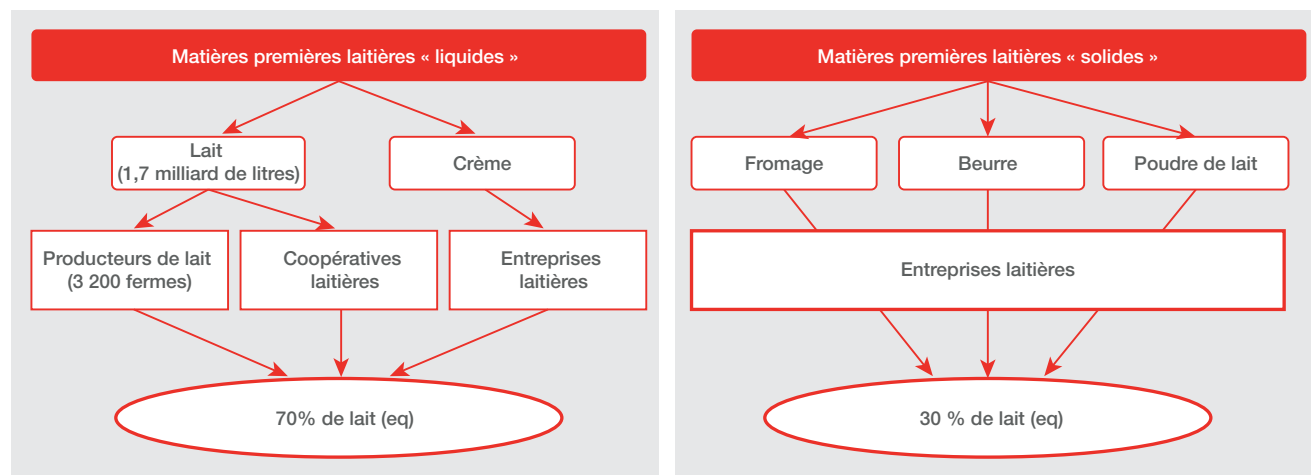 Matières premières laitières « liquides »
Lait
(1,7 milliard de litres)
Crème
Producteurs de lait
(3 200 fermes)
Coopératives
laitières
Entreprises
laitières
70% de lait (eq)
Matières premières laitières « solides »
Fromage
Beurre
Poudre de lait
Entreprises laitières
30 % de lait (eq)